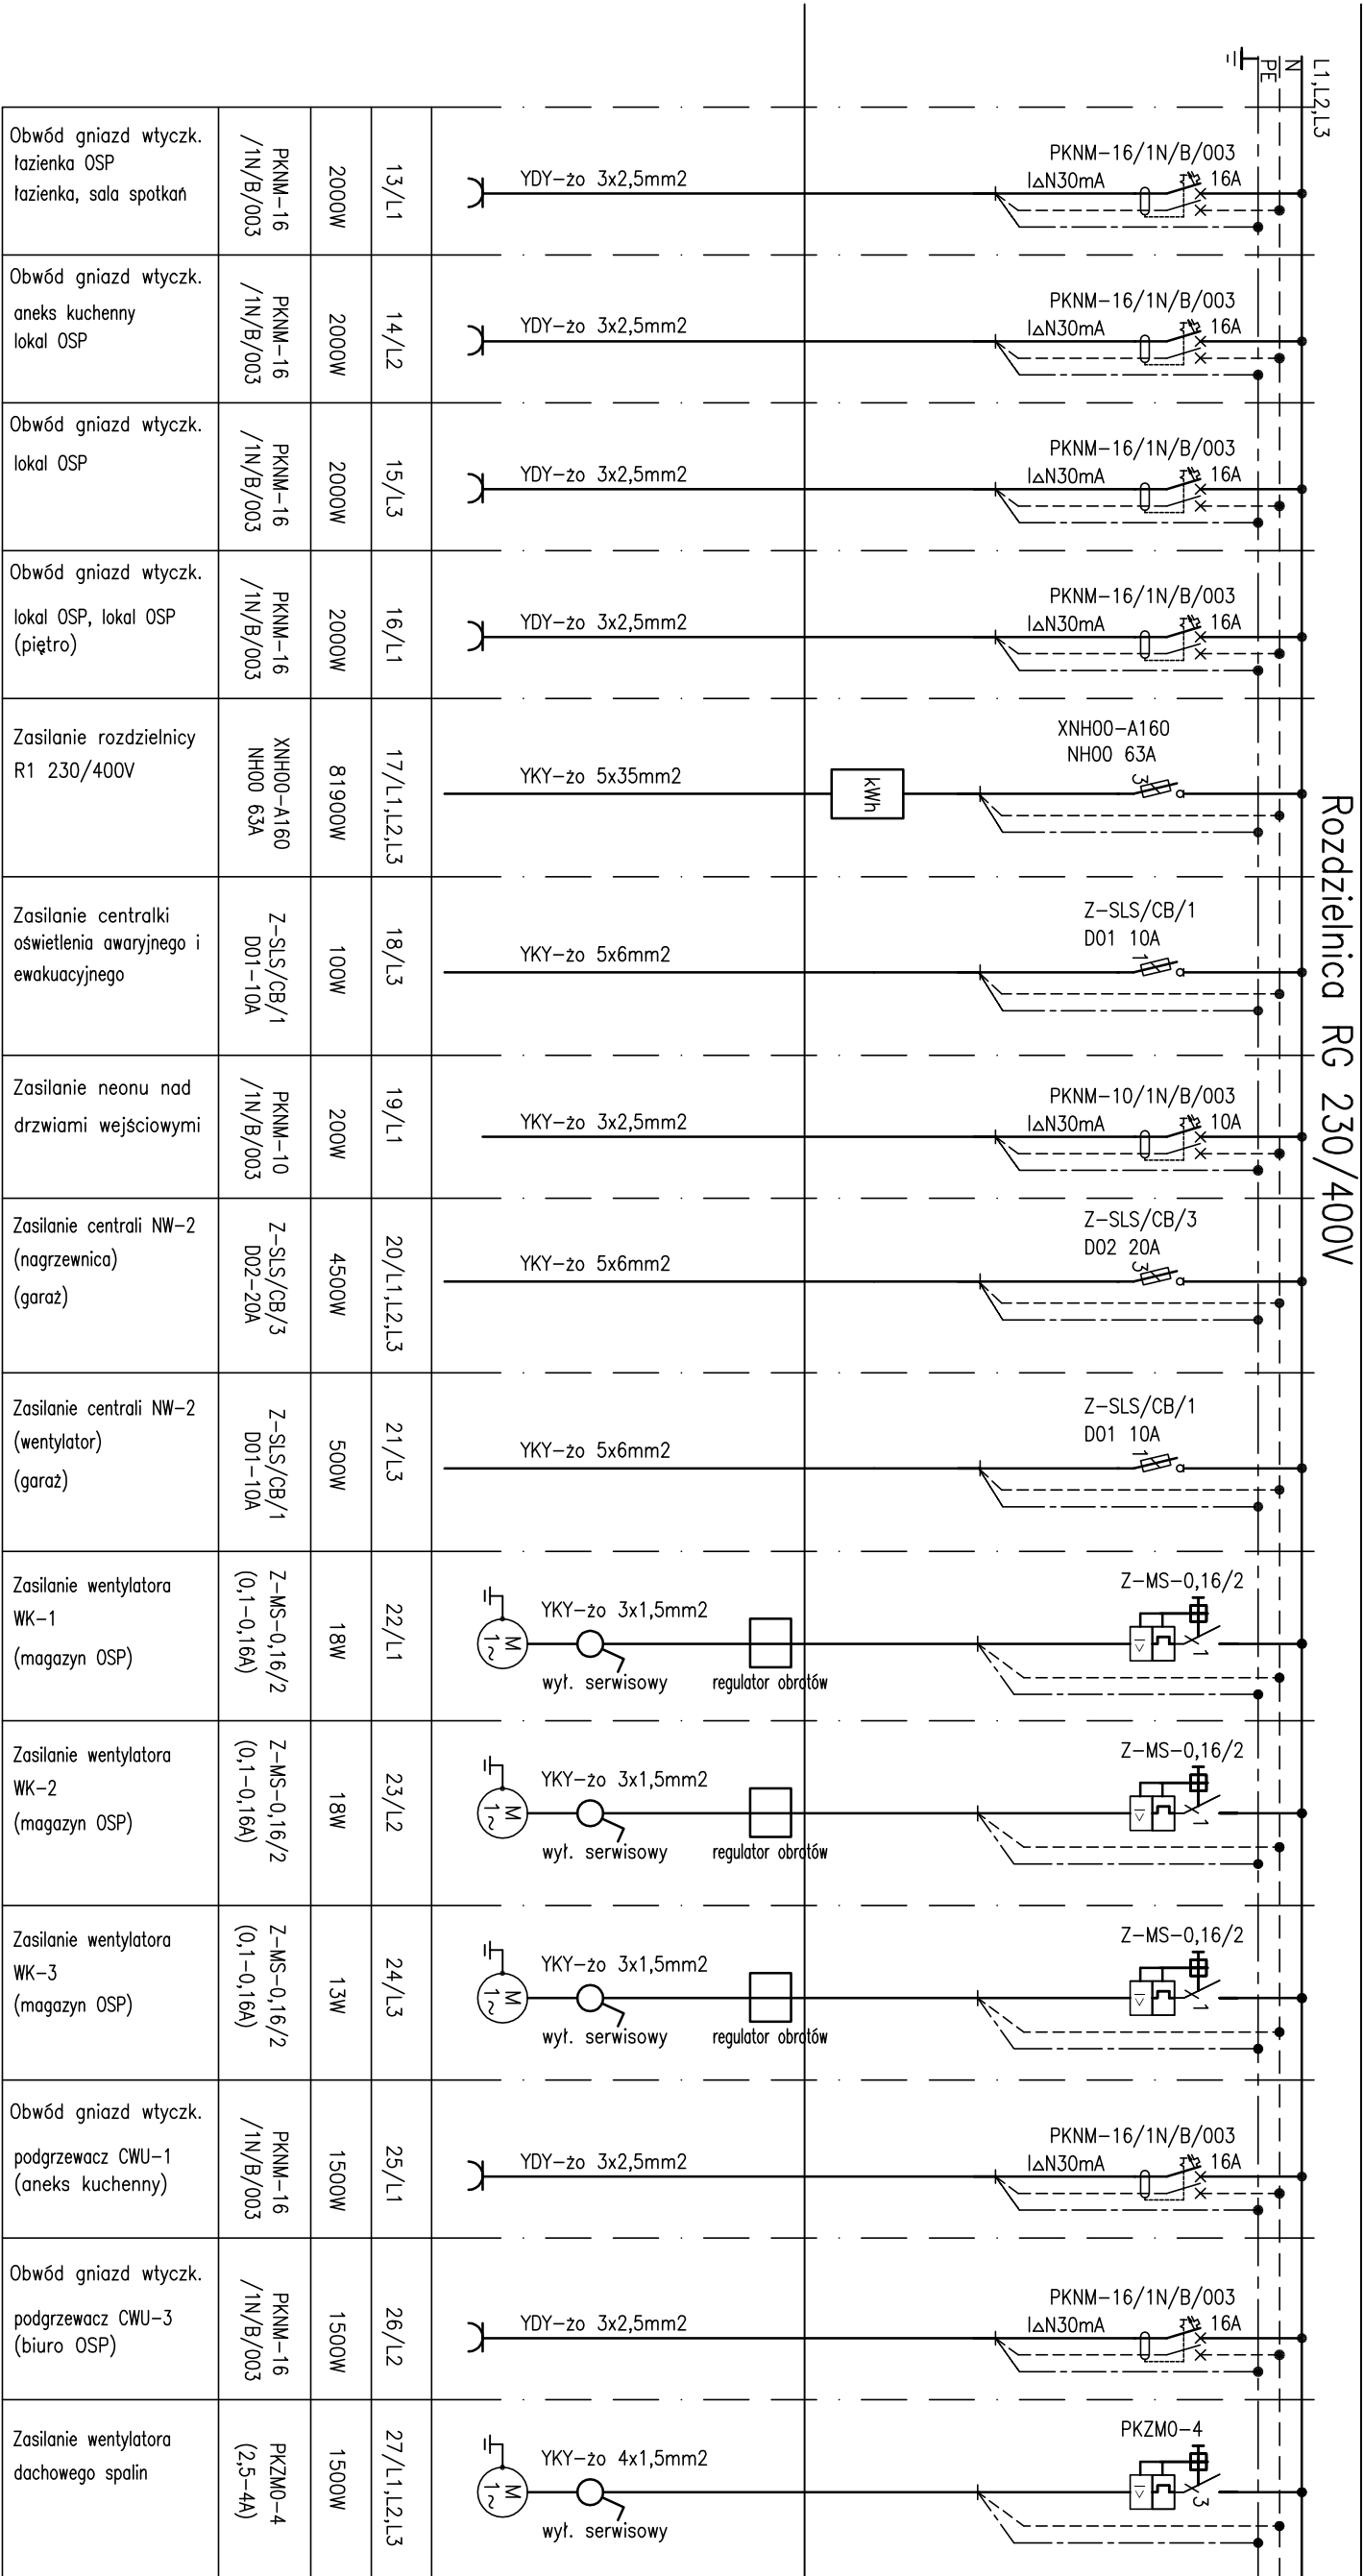 Rozdzielnica RG 230/400V
L1,L2,L3
N
PE
Obwód gniazd wtyczk.
łazienka OSP
łazienka, sala spotkań
PKNM-16
/1N/B/003
2000W
13/L1
YDY-żo 3x2,5mm2
PKNM-16/1N/B/003
I∆N30mA
16A
Obwód gniazd wtyczk.
aneks kuchenny
lokal OSP
PKNM-16
/1N/B/003
2000W
14/L2
YDY-żo 3x2,5mm2
PKNM-16/1N/B/003
I∆N30mA
16A
Obwód gniazd wtyczk.
lokal OSP
PKNM-16
/1N/B/003
2000W
15/L3
YDY-żo 3x2,5mm2
PKNM-16/1N/B/003
I∆N30mA
16A
Obwód gniazd wtyczk.
lokal OSP, lokal OSP
(piętro)
PKNM-16
/1N/B/003
2000W
16/L1
YDY-żo 3x2,5mm2
PKNM-16/1N/B/003
I∆N30mA
16A
Zasilanie rozdzielnicy
R1 230/400V
XNH00-A160
NH00 63A
81900W
17/L1,L2,L3
YKY-żo 5x35mm2
kWh
XNH00-A160
NH00 63A
3
Zasilanie centralki
oświetlenia awaryjnego i
ewakuacyjnego
Z-SLS/CB/1
D01-10A
100W
18/L3
YKY-żo 5x6mm2
Z-SLS/CB/1
D01 10A
1
Zasilanie neonu nad
drzwiami wejściowymi
PKNM-10
/1N/B/003
200W
19/L1
YKY-żo 3x2,5mm2
PKNM-10/1N/B/003
I∆N30mA
10A
Zasilanie centrali NW-2
(nagrzewnica)
(garaż)
Z-SLS/CB/3
D02-20A
4500W
20/L1,L2,L3
YKY-żo 5x6mm2
Z-SLS/CB/3
D02 20A
3
Zasilanie centrali NW-2
(wentylator)
(garaż)
Z-SLS/CB/1
D01-10A
500W
21/L3
YKY-żo 5x6mm2
Z-SLS/CB/1
D01 10A
1
Zasilanie wentylatora
WK-1
(magazyn OSP)
Z-MS-0,16/2
(0,1-0,16A)
18W
22/L1
M
1~
YKY-żo 3x1,5mm2
wył. serwisowy
regulator obrotów
Z-MS-0,16/2
1
Zasilanie wentylatora
WK-2
(magazyn OSP)
Z-MS-0,16/2
(0,1-0,16A)
18W
23/L2
M
1~
YKY-żo 3x1,5mm2
wył. serwisowy
regulator obrotów
Z-MS-0,16/2
1
Zasilanie wentylatora
WK-3
(magazyn OSP)
Z-MS-0,16/2
(0,1-0,16A)
13W
24/L3
M
1~
YKY-żo 3x1,5mm2
wył. serwisowy
regulator obrotów
Z-MS-0,16/2
1
Obwód gniazd wtyczk.
podgrzewacz CWU-1
(aneks kuchenny)
PKNM-16
/1N/B/003
1500W
25/L1
YDY-żo 3x2,5mm2
PKNM-16/1N/B/003
I∆N30mA
16A
Obwód gniazd wtyczk.
podgrzewacz CWU-3
(biuro OSP)
PKNM-16
/1N/B/003
1500W
26/L2
YDY-żo 3x2,5mm2
PKNM-16/1N/B/003
I∆N30mA
16A
Zasilanie wentylatora
dachowego spalin
PKZM0-4
(2,5-4A)
1500W
27/L1,L2,L3
M
1~
YKY-żo 4x1,5mm2
wył. serwisowy
PKZM0-4
3